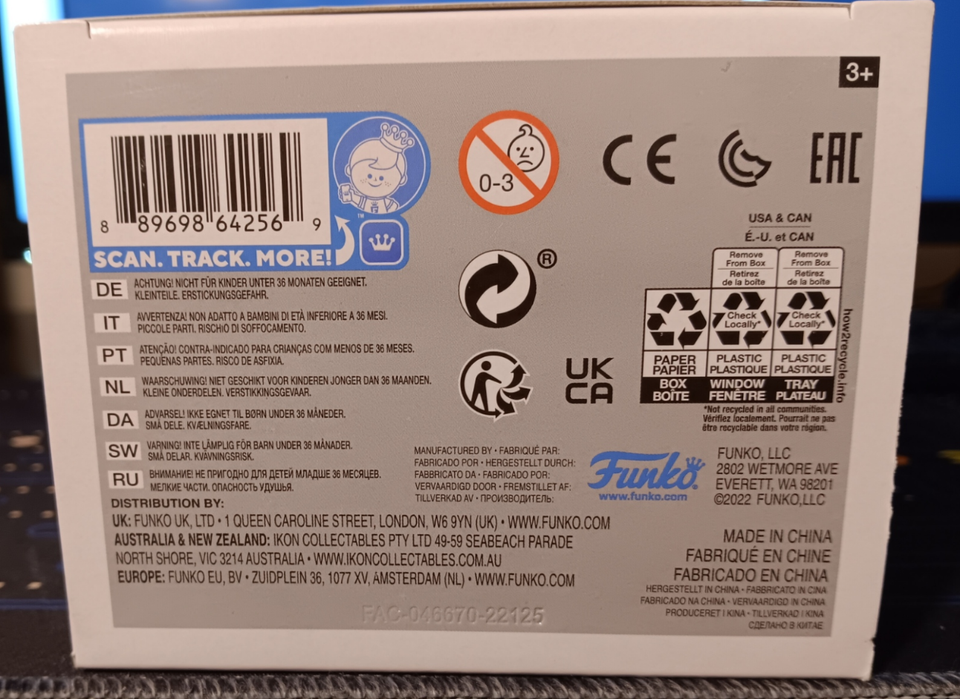 3+
8 89698 64256 9
™
SCAN. TRACK. MORE!
0-3
CE
EAC
®
UK
CA
USA & CAN
É.-U. et CAN
Remove From Box
Retirez de la boîte
Remove From Box
Retirez de la boîte
Check Locally*
Check Locally*
PAPER
PAPIER
PLASTIC
PLASTIQUE
PLASTIC
PLASTIQUE
BOX
BOÎTE
WINDOW
FENÊTRE
TRAY
PLATEAU
how2recycle.info
*Not recycled in all communities.
Vérifiez localement. Pourrait ne pas
être recyclable dans votre région.
DE ACHTUNG! NICHT FÜR KINDER UNTER 36 MONATEN GEEIGNET.
KLEINTEILE. ERSTICKUNGSGEFAHR.
IT AVVERTENZA! NON ADATTO A BAMBINI DI ETÀ INFERIORE A 36 MESI.
PICCOLE PARTI. RISCHIO DI SOFFOCAMENTO.
PT ATENÇÃO! CONTRA-INDICADO PARA CRIANÇAS COM MENOS DE 36 MESES.
PEQUENAS PARTES. RISCO DE ASFIXIA.
NL WAARSCHUWING! NIET GESCHIKT VOOR KINDEREN JONGER DAN 36 MAANDEN.
KLEINE ONDERDELEN. VERSTIKKINGSGEVAAR.
DA ADVARSEL! IKKE EGNET TIL BØRN UNDER 36 MÅNEDER.
SMÅ DELE. KVÆLNINGSFARE.
SW VARNING! INTE LÄMPLIG FÖR BARN UNDER 36 MÅNADER.
SMÅ DELAR. KVÄVNINGSRISK.
RU ВНИМАНИЕ! НЕ ПРИГОДНО ДЛЯ ДЕТЕЙ МЛАДШЕ 36 МЕСЯЦЕВ.
МЕЛКИЕ ЧАСТИ. ОПАСНОСТЬ УДУШЬЯ.
MANUFACTURED BY • FABRIQUÉ PAR:
FABRICADO POR • HERGESTELLT DURCH:
FABBRICATO DA • FABRICADO POR:
VERVAARDIGD DOOR • FREMSTILLET AF:
TILLVERKAD AV • ПРОИЗВОДИТЕЛЬ:
Funko®
www.funko.com
FUNKO, LLC
2802 WETMORE AVE
EVERETT, WA 98201
©2022 FUNKO,LLC
DISTRIBUTION BY:
UK: FUNKO UK, LTD • 1 QUEEN CAROLINE STREET, LONDON, W6 9YN (UK) • WWW.FUNKO.COM
AUSTRALIA & NEW ZEALAND: IKON COLLECTABLES PTY LTD 49-59 SEABEACH PARADE
NORTH SHORE, VIC 3214 AUSTRALIA • WWW.IKONCOLLECTABLES.COM.AU
EUROPE: FUNKO EU, BV • ZUIDPLEIN 36, 1077 XV, AMSTERDAM (NL) • WWW.FUNKO.COM
MADE IN CHINA
FABRIQUÉ EN CHINE
FABRICADO EN CHINA
HERGESTELLT IN CHINA • FABBRICATO IN CINA
FABRICADO NA CHINA • VERVAARDIGD IN CHINA
PRODUCERET I KINA • TILLVERKAD I KINA
СДЕЛАНО В КИТАЕ
FAC-046670-22125